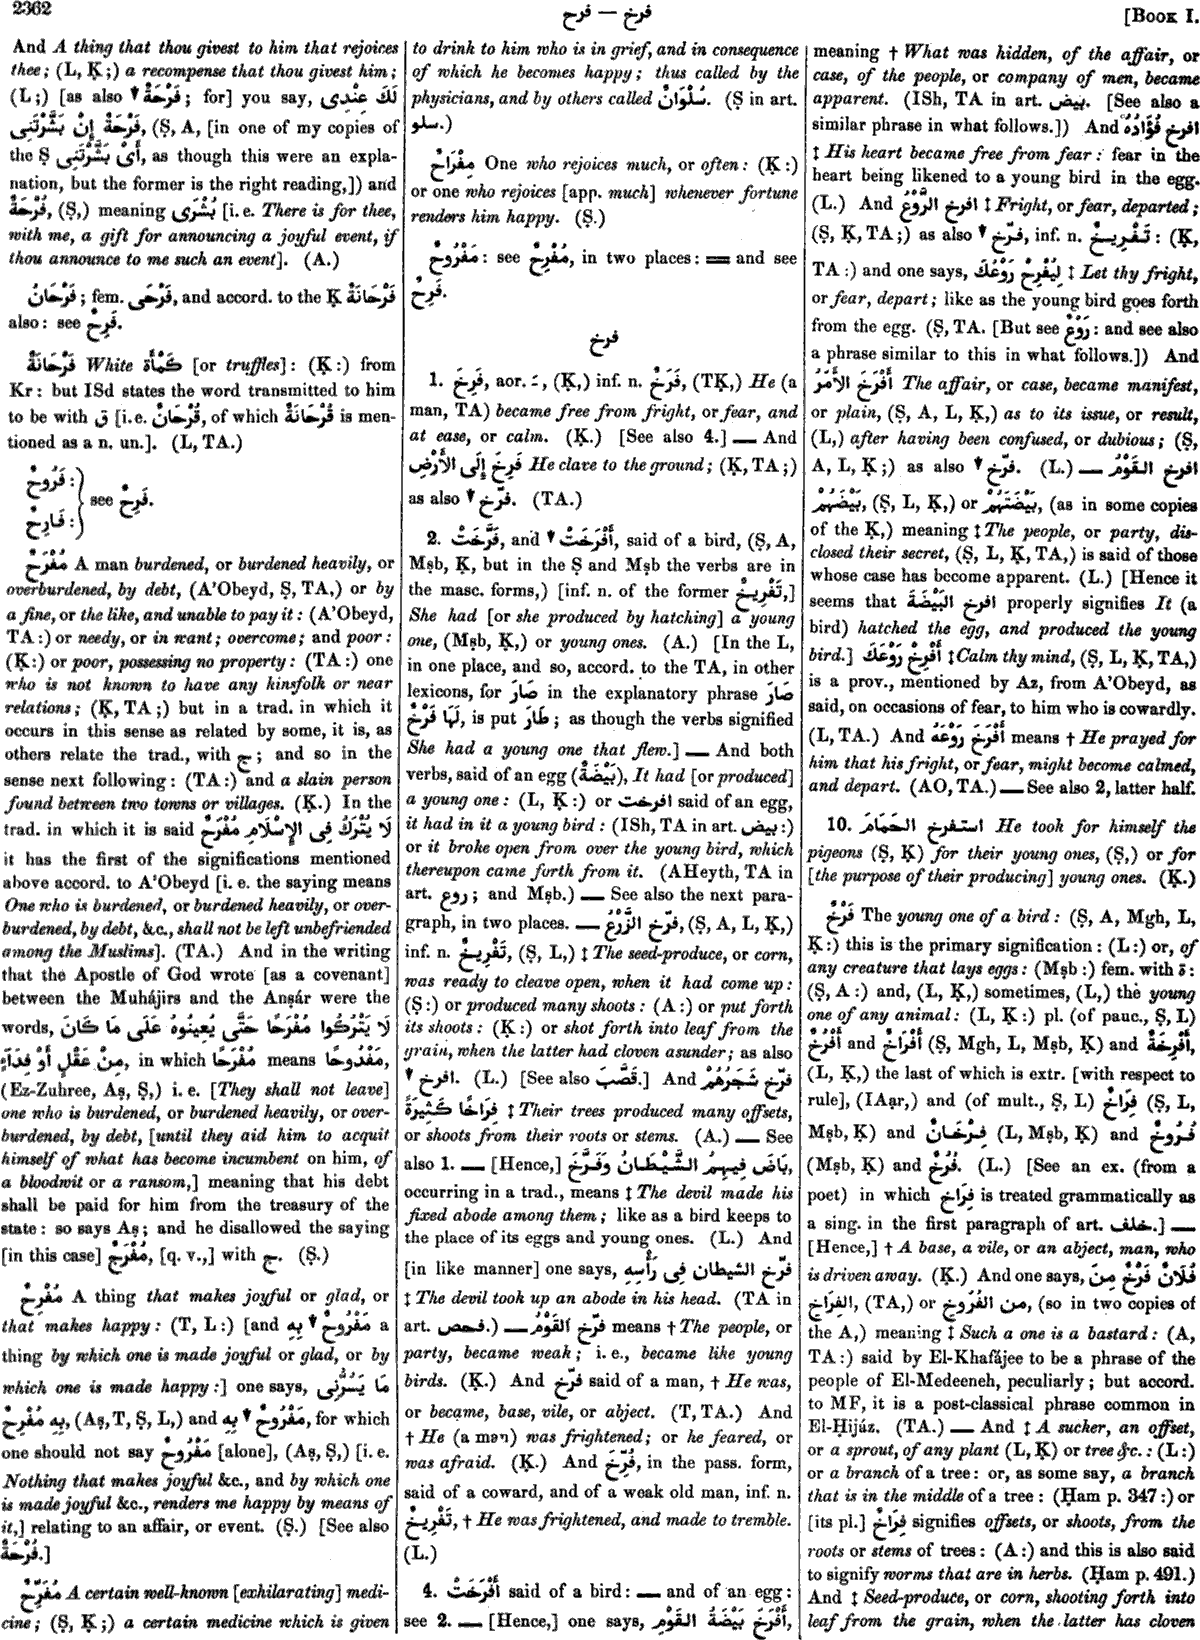 2362
فرح — فرخ
[Book I.
And A thing that thou givest to him that rejoices
thee; (L, Ḳ;) a recompense that thou givest him;
(L;) [as also ▼ فَرْحَةٌ; for] you say, لَكَ عِنْدِى
فَرْحَةٌ إِنْ بَشَّرْتَنِى, (Ṣ, A, [in one of my copies of
the Ṣ أَىْ بَشَّرْتَنِى, as though this were an expla-
nation, but the former is the right reading,]) and
فُرْحَةٌ, (Ṣ,) meaning بُشْرَى [i. e. There is for thee,
with me, a gift for announcing a joyful event, if
thou announce to me such an event]. (A.)
فَرْحَانُ; fem. فَرْحَى, and accord. to the Ḳ فَرْحَانَةٌ
also: see فَرِحٌ.
فَرْحَانَةٌ White كَمْأَة [or truffles]: (Ḳ:) from
Kr: but ISd states the word transmitted to him
to be with ق [i.e. قُرْحَانٌ, of which قُرْحَانَةٌ is men-
tioned as a n. un.]. (L, TA.)
فَرُوحٌ:
فَارِحٌ:
see فَرِحٌ.
مُفْرَحٌ A man burdened, or burdened heavily, or
overburdened, by debt, (A'Obeyd, Ṣ, TA,) or by
a fine, or the like, and unable to pay it: (A'Obeyd,
TA:) or needy, or in want; overcome; and poor:
(Ḳ:) or poor, possessing no property: (TA:) one
who is not known to have any kinsfolk or near
relations; (Ḳ, TA;) but in a trad. in which it
occurs in this sense as related by some, it is, as
others relate the trad., with ج; and so in the
sense next following: (TA:) and a slain person
found between two towns or villages. (Ḳ.) In the
trad. in which it is said لَا يُتْرَكُ فِى الإِسْلَامِ مُفْرَحٌ
it has the first of the significations mentioned
above accord. to A'Obeyd [i. e. the saying means
One who is burdened, or burdened heavily, or over-
burdened, by debt, &c., shall not be left unbefriended
among the Muslims]. (TA.) And in the writing
that the Apostle of God wrote [as a covenant]
between the Muhájirs and the Anṣár were the
words, لَا يَتْرُكُوا مُفْرَحًا حَتَّى يُعِينُوهُ عَلَى مَا كَانَ
مِنْ عَقْلٍ أَوْ فِدَآءٍ, in which مُفْرَحًا means مَفْدُوحًا,
(Ez-Zuhree, Aṣ, Ṣ,) i. e. [They shall not leave]
one who is burdened, or burdened heavily, or over-
burdened, by debt, [until they aid him to acquit
himself of what has become incumbent on him, of
a bloodwit or a ransom,] meaning that his debt
shall be paid for him from the treasury of the
state: so says Aṣ; and he disallowed the saying
[in this case] مُفْرَجٌ, [q. v.,] with ج. (Ṣ.)
مُفْرِحٌ A thing that makes joyful or glad, or
that makes happy: (T, L:) [and مَفْرُوحٌ ▼ بِهِ a
thing by which one is made joyful or glad, or by
which one is made happy:] one says, مَا يَسُرُّنِى
بِهِ مُفْرِحٌ, (Aṣ, T, Ṣ, L,) and مَفْرُوحٌ ▼ بِهِ, for which
one should not say مَفْرُوحٌ [alone], (Aṣ, Ṣ,) [i. e.
Nothing that makes joyful &c., and by which one
is made joyful &c., renders me happy by means of
it,] relating to an affair, or event. (Ṣ.) [See also
فُرْحَةٌ.]
مُفَرِّحٌ A certain well-known [exhilarating] medi-
cine; (Ṣ, Ḳ;) a certain medicine which is given
to drink to him who is in grief, and in consequence
of which he becomes happy; thus called by the
physicians, and by others called سُلْوَانٌ. (Ṣ in art.
سلو.)
مِفْرَاحٌ One who rejoices much, or often: (Ḳ:)
or one who rejoices [app. much] whenever fortune
renders him happy. (Ṣ.)
مَفْرُوحٌ: see مُفْرِحٌ, in two places: = and see
فَرِحٌ.
فرخ
1. فَرِخَ, aor. ـَ, (Ḳ,) inf. n. فَرَخٌ, (TḲ,) He (a
man, TA) became free from fright, or fear, and
at ease, or calm. (Ḳ.) [See also 4.] — And
فَرِخَ إِلَى الأَرْضِ He clave to the ground; (Ḳ, TA;)
as also ▼ فرّخ. (TA.)
2. فَرَّخَتْ, and ▼ أَفْرَخَتْ, said of a bird, (Ṣ, A,
Mṣb, Ḳ, but in the Ṣ and Mṣb the verbs are in
the masc. forms,) [inf. n. of the former تَفْرِيخٌ,]
She had [or she produced by hatching] a young
one, (Mṣb, Ḳ,) or young ones. (A.) [In the L,
in one place, and so, accord. to the TA, in other
lexicons, for صَارَ in the explanatory phrase صَارَ
لَهَا فَرْخٌ, is put طَارَ; as though the verbs signified
She had a young one that flew.] — And both
verbs, said of an egg (بَيْضَةٌ), It had [or produced]
a young one: (L, Ḳ:) or افرخت said of an egg,
it had in it a young bird: (ISh, TA in art. بيض:)
or it broke open from over the young bird, which
thereupon came forth from it. (AHeyth, TA in
art. روع; and Mṣb.) — See also the next para-
graph, in two places. — فرّخ الزَّرْعُ, (Ṣ, A, L, Ḳ,)
inf. n. تَفْرِيخٌ, (Ṣ, L,) ‡ The seed-produce, or corn,
was ready to cleave open, when it had come up:
(Ṣ:) or produced many shoots: (A:) or put forth
its shoots: (Ḳ:) or shot forth into leaf from the
grain, when the latter had cloven asunder; as also
▼ افرخ. (L.) [See also قَصَّبَ.] And فرّخ شَجَرُهُمْ
فِرَاخًا كَثِيرَةً ‡ Their trees produced many offsets,
or shoots from their roots or stems. (A.) — See
also 1. — [Hence,] بَاضَ فِيهِمُ الشَّيْطَانُ وَفَرَّخَ,
occurring in a trad., means ‡ The devil made his
fixed abode among them; like as a bird keeps to
the place of its eggs and young ones. (L.) And
[in like manner] one says, فرّخ الشيطان فِى رَأْسِهِ
‡ The devil took up an abode in his head. (TA in
art. فحص.) — فرّخ القَوْمُ means † The people, or
party, became weak; i. e., became like young
birds. (Ḳ.) And فرّخ said of a man, † He was,
or became, base, vile, or abject. (T, TA.) And
† He (a man) was frightened; or he feared, or
was afraid. (Ḳ.) And فُرِّخَ, in the pass. form,
said of a coward, and of a weak old man, inf. n.
تَفْرِيخٌ, † He was frightened, and made to tremble.
(L.)
4. أَفْرَخَتْ said of a bird: — and of an egg:
see 2. — [Hence,] one says, أَفْرَخَ بَيْضَةُ القَوْمِ,
meaning † What was hidden, of the affair, or
case, of the people, or company of men, became
apparent. (ISh, TA in art. بيض. [See also a
similar phrase in what follows.]) And افرخ فُؤَادُهُ
‡ His heart became free from fear: fear in the
heart being likened to a young bird in the egg.
(L.) And افرخ الرَّوْعُ ‡ Fright, or fear, departed;
(Ṣ, Ḳ, TA;) as also ▼ فرّخ, inf. n. تَفْرِيخٌ: (Ḳ,
TA:) and one says, لِيُفْرِخْ رَوْعُكَ ‡ Let thy fright,
or fear, depart; like as the young bird goes forth
from the egg. (Ṣ, TA. [But see رَوْعٌ: and see also
a phrase similar to this in what follows.]) And
أَفْرَخَ الأَمْرُ The affair, or case, became manifest,
or plain, (Ṣ, A, L, Ḳ,) as to its issue, or result,
(L,) after having been confused, or dubious; (Ṣ,
A, L, Ḳ;) as also ▼ فرّخ. (L.) — افرخ القَوْمُ
بَيْضَهُمْ, (Ṣ, L, Ḳ,) or بَيْضَتَهُمْ, (as in some copies
of the Ḳ,) meaning ‡ The people, or party, dis-
closed their secret, (Ṣ, L, Ḳ, TA,) is said of those
whose case has become apparent. (L.) [Hence it
seems that افرخ البَيْضَةَ properly signifies It (a
bird) hatched the egg, and produced the young
bird.] أَفْرِخْ رَوْعَكَ ‡ Calm thy mind, (Ṣ, L, Ḳ, TA,)
is a prov., mentioned by Az, from A'Obeyd, as
said, on occasions of fear, to him who is cowardly.
(L, TA.) And أَفْرَخَ رَوْعَهُ means † He prayed for
him that his fright, or fear, might become calmed,
and depart. (AO, TA.) — See also 2, latter half.
10. استفرخ الحَمَامَ He took for himself the
pigeons (Ṣ, Ḳ) for their young ones, (Ṣ,) or for
[the purpose of their producing] young ones. (Ḳ.)
فَرْخٌ The young one of a bird: (Ṣ, A, Mgh, L,
Ḳ:) this is the primary signification: (L:) or, of
any creature that lays eggs: (Mṣb:) fem. with ة:
(Ṣ, A:) and, (L, Ḳ,) sometimes, (L,) the young
one of any animal: (L, Ḳ:) pl. (of pauc., Ṣ, L)
أَفْرُخٌ and أَفْرَاخٌ (Ṣ, Mgh, L, Mṣb, Ḳ) and أَفْرِخَةٌ,
(L, Ḳ,) the last of which is extr. [with respect to
rule], (IAạr,) and (of mult., Ṣ, L) فِرَاخٌ (Ṣ, L,
Mṣb, Ḳ) and فِرْخَانٌ (L, Mṣb, Ḳ) and فُرُوخٌ
(Mṣb, Ḳ) and فُرُخٌ. (L.) [See an ex. (from a
poet) in which فِرَاخ is treated grammatically as
a sing. in the first paragraph of art. خلف.] —
[Hence,] † A base, a vile, or an abject, man, who
is driven away. (Ḳ.) And one says, فُلَانٌ فَرْخٌ مِنَ
الفِرَاخِ, (TA,) or من الفُرُوخِ, (so in two copies of
the A,) meaning ‡ Such a one is a bastard: (A,
TA:) said by El-Khafájee to be a phrase of the
people of El-Medeeneh, peculiarly; but accord.
to MF, it is a post-classical phrase common in
El-Ḥijáz. (TA.) — And ‡ A sucker, an offset,
or a sprout, of any plant (L, Ḳ) or tree &c.: (L:)
or a branch of a tree: or, as some say, a branch
that is in the middle of a tree: (Ḥam p. 347:) or
[its pl.] فِرَاخٌ signifies offsets, or shoots, from the
roots or stems of trees: (A:) and this is also said
to signify worms that are in herbs. (Ḥam p. 491.)
And ‡ Seed-produce, or corn, shooting forth into
leaf from the grain, when the latter has cloven